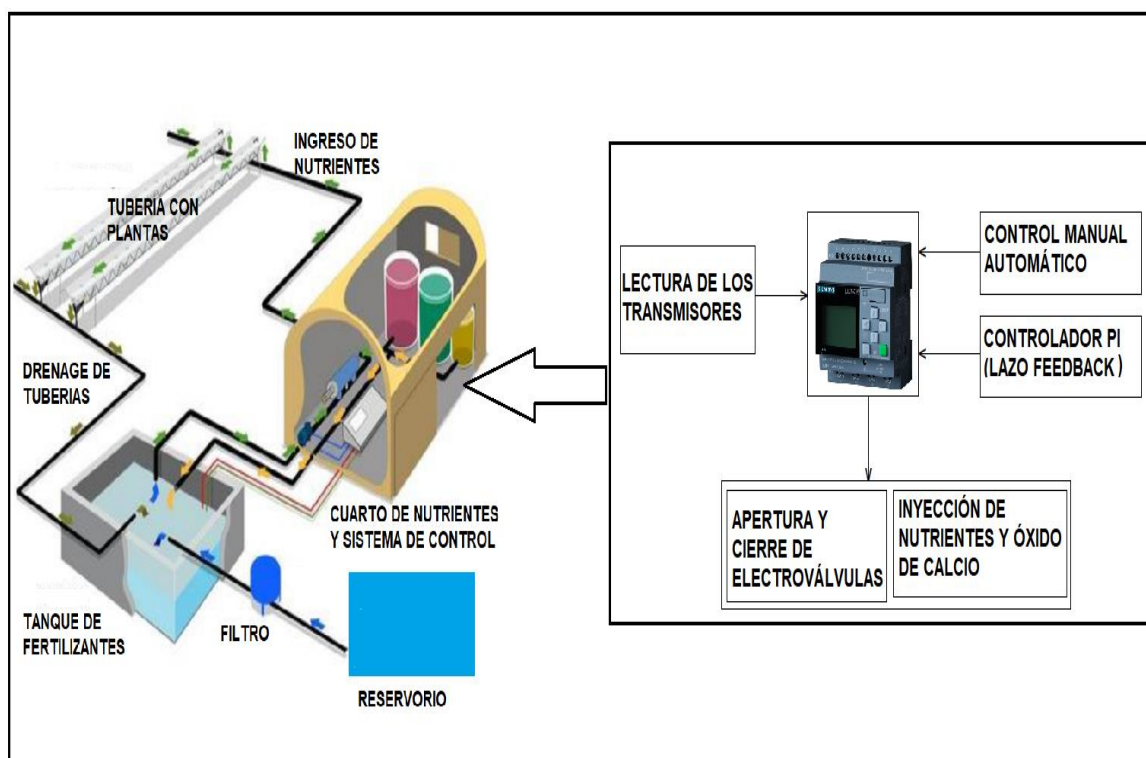 INGRESO DE
NUTRIENTES
TUBERIA CON
PLANTAS
DRENAGE DE
TUBERIAS
CUARTO DE NUTRIENTES
Y SISTEMA DE CONTROL
TANQUE DE
FERTILIZANTES
FILTRO
RESERVORIO
LECTURA DE LOS
TRANSMISORES
SIEMENS
CONTROL MANUAL
AUTOMÁTICO
CONTROLADOR PI
(LAZO FEEDBACK )
APERTURA Y
CIERRE DE
ELECTROVÁLVULAS
INYECCIÓN DE
NUTRIENTES Y ÓXIDO
DE CALCIO